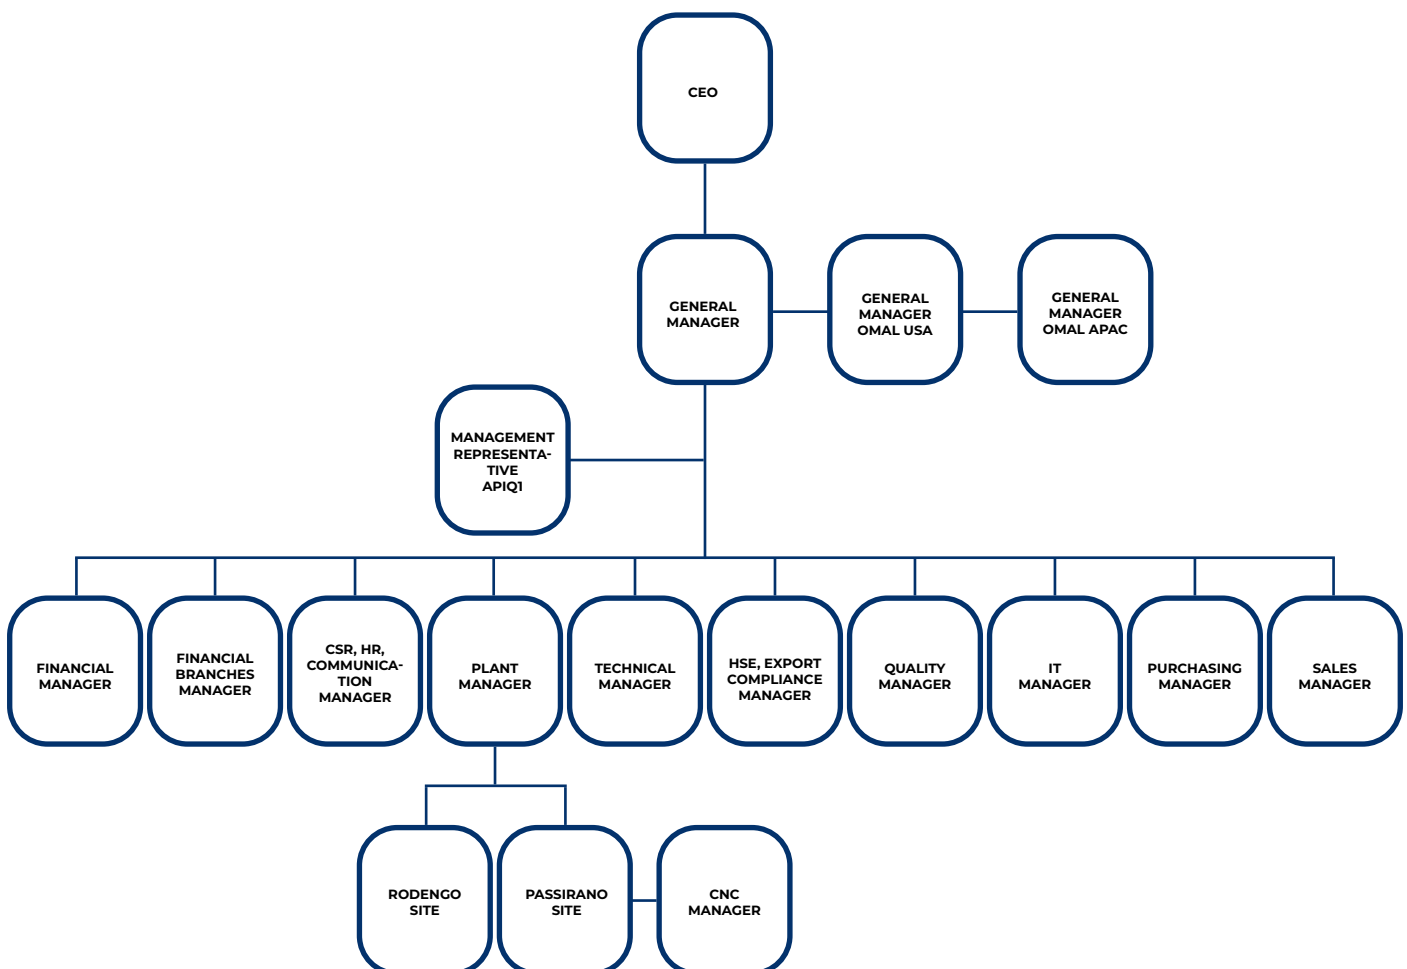 CEO
GENERAL
MANAGER
GENERAL
MANAGER
OMAL USA
GENERAL
MANAGER
OMAL APAC
MANAGEMENT
REPRESENTA-
TIVE
APIQ1
FINANCIAL
MANAGER
FINANCIAL
BRANCHES
MANAGER
CSR, HR,
COMMUNICA-
TION
MANAGER
PLANT
MANAGER
TECHNICAL
MANAGER
HSE, EXPORT
COMPLIANCE
MANAGER
QUALITY
MANAGER
IT
MANAGER
PURCHASING
MANAGER
SALES
MANAGER
RODENGO
SITE
PASSIRANO
SITE
CNC
MANAGER